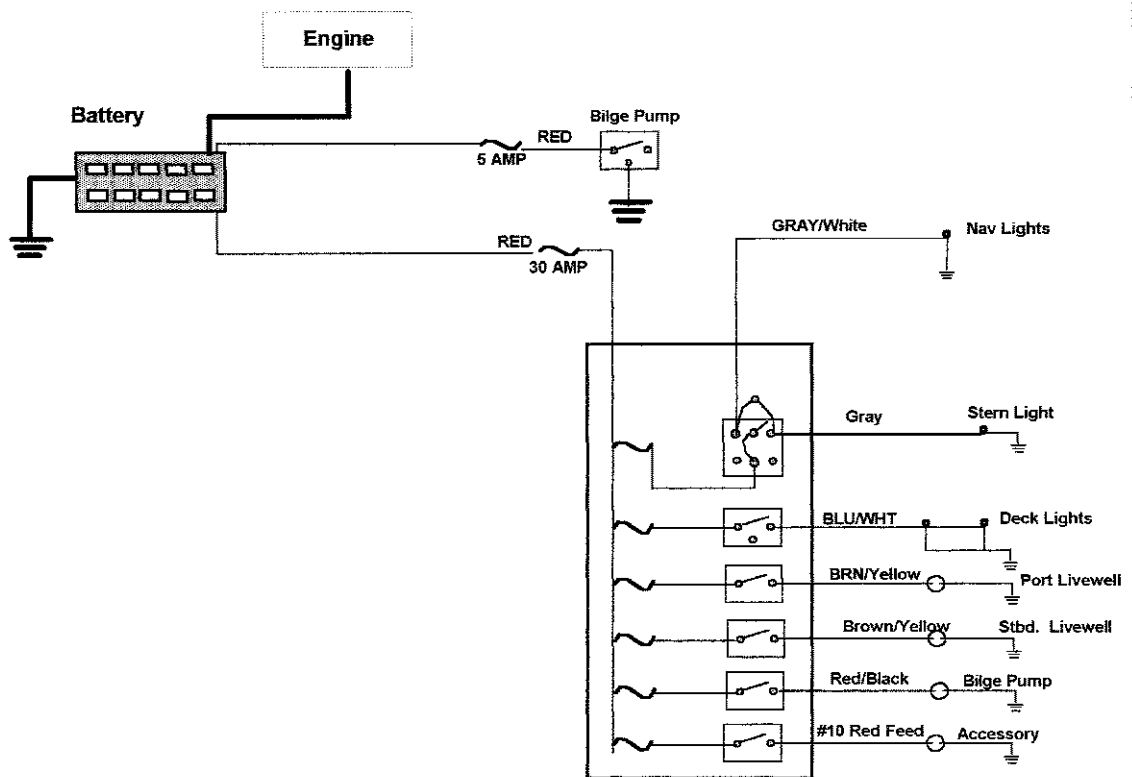 Engine
Battery
Bilge Pump
RED
5 AMP
GRAY/White
Nav Lights
RED
30 AMP
Gray
Stern Light
BLU/WHT
Deck Lights
BRN/Yellow
Port Livewell
Brown/Yellow
Stbd. Livewell
Red/Black
Bilge Pump
#10 Red Feed
Accessory